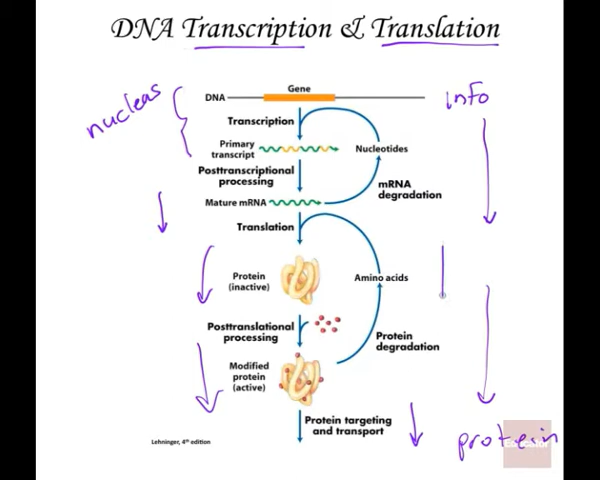 DNA Transcription & Translation
nucleus
info
Gene
DNA
Transcription
Primary
transcript
Nucleotides
Posttranscriptional
processing
mRNA
degradation
Mature mRNA
Translation
Protein
(inactive)
Amino acids
Posttranslational
processing
Protein
degradation
Modified
protein
(active)
Protein targeting
and transport
Lehninger, 4th edition
protein